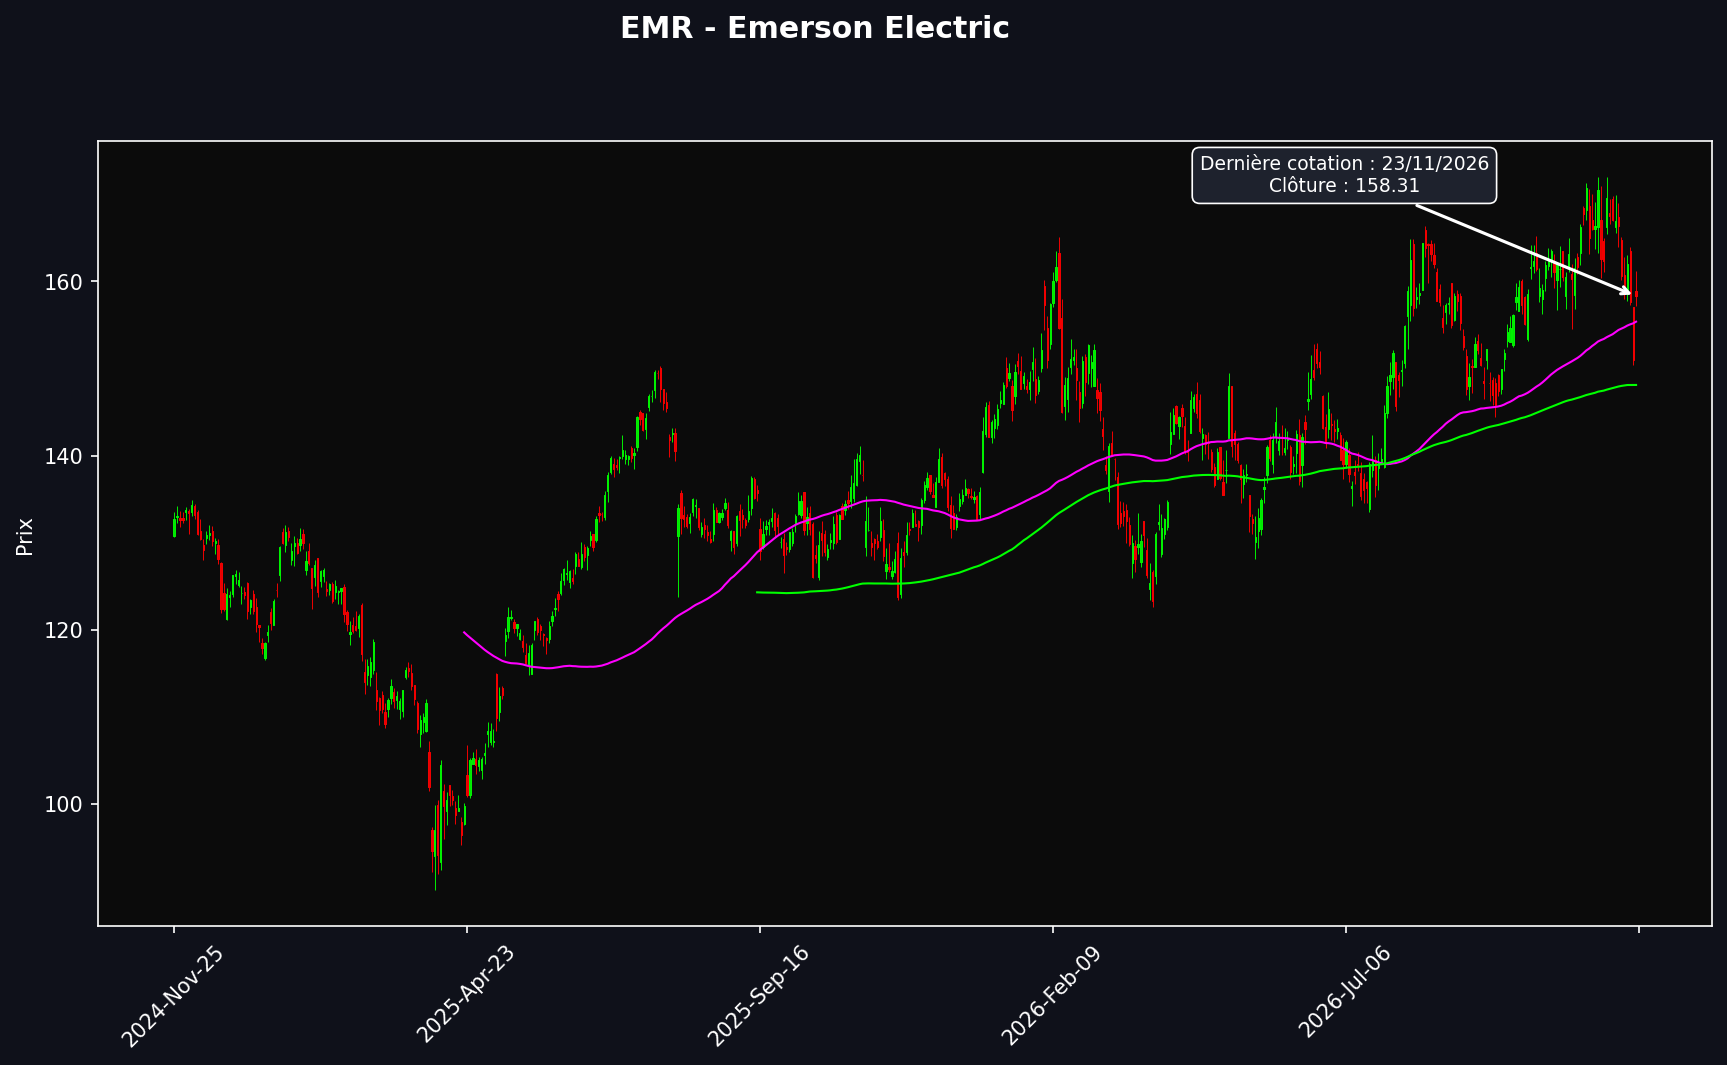 EMR - Emerson Electric
Dernière cotation : 23/11/2026
Clôture : 158.31
Prix
160
140
120
100
2024-Nov-25
2025-Apr-23
2025-Sep-16
2026-Feb-09
2026-Jul-06